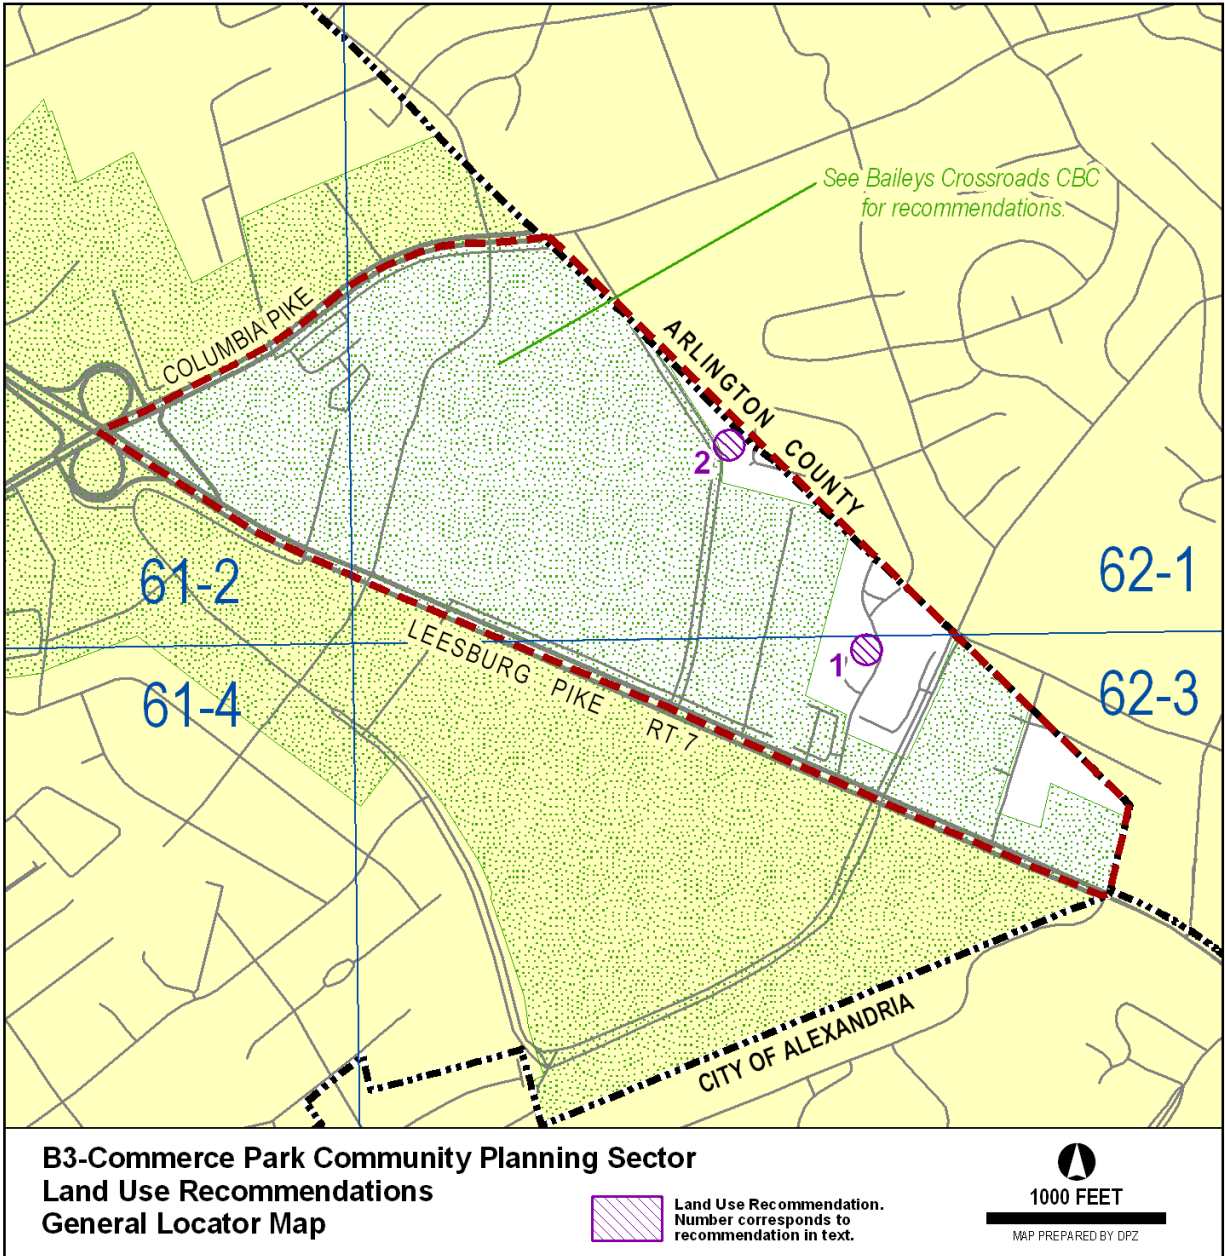 See Baileys Crossroads CBC
for recommendations.
COLUMBIA PIKE
ARLINGTON COUNTY
2
61-2
62-1
1
LEESBURG PIKE RT 7
61-4
62-3
CITY OF ALEXANDRIA
B3-Commerce Park Community Planning Sector
Land Use Recommendations
General Locator Map
Land Use Recommendation.
Number corresponds to
recommendation in text.
1000 FEET
MAP PREPARED BY DPZ